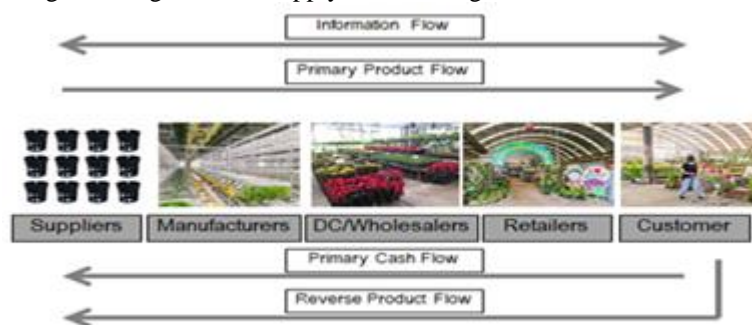 Information Flow
Primary Product Flow
Suppliers
Manufacturers
DC/Wholesalers
Retailers
Customer
Primary Cash Flow
Reverse Product Flow